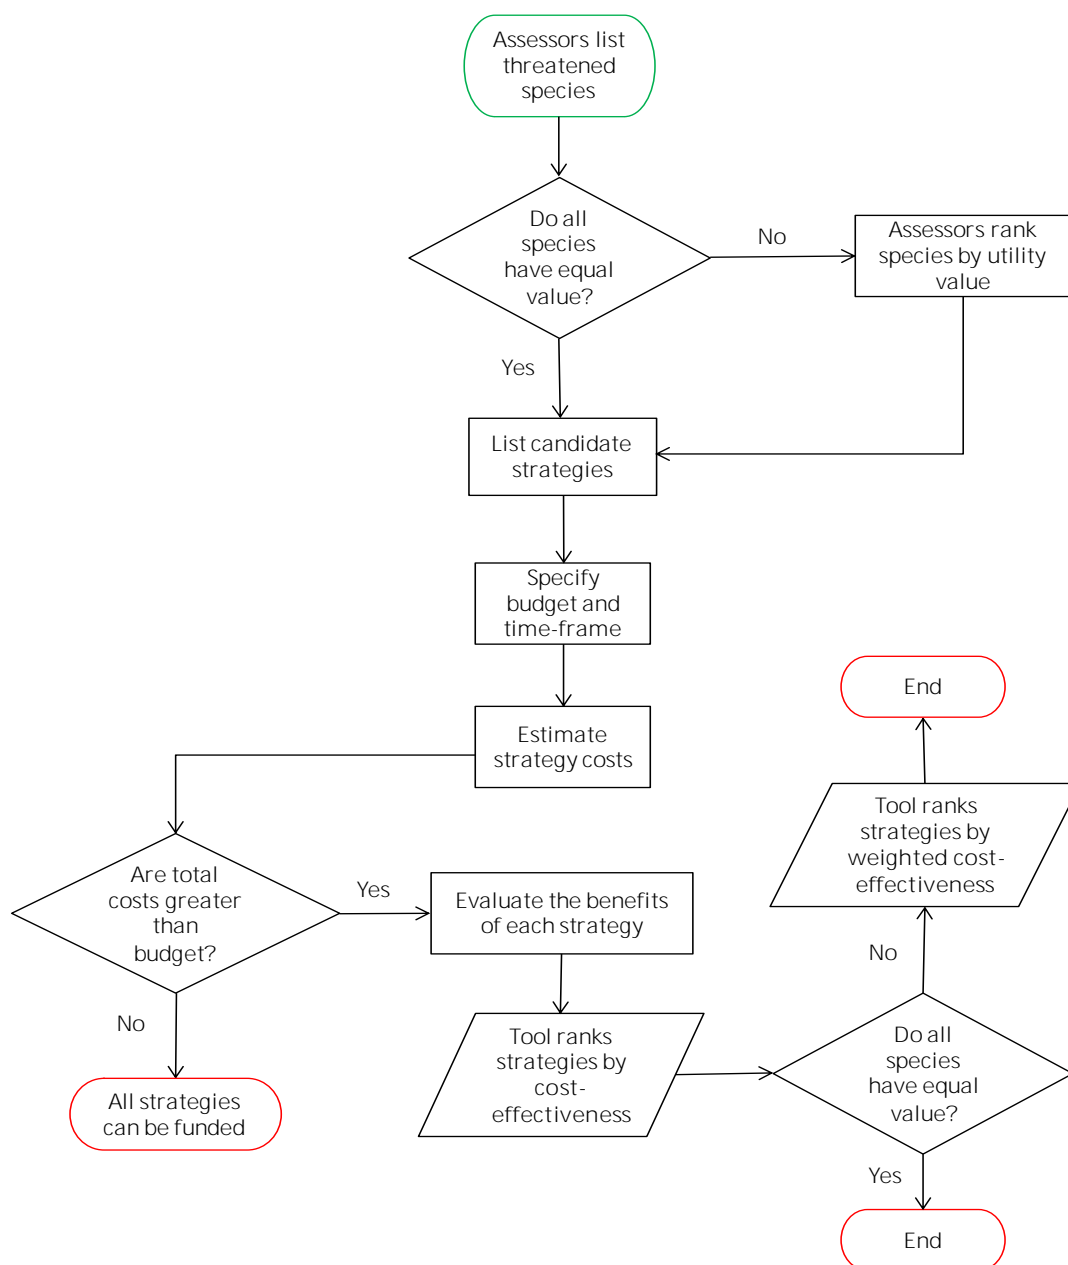 Assessors list
threatened
species
Do all
species
have equal
value?
No
Assessors rank
species by utility
value
Yes
List candidate
strategies
Specify
budget and
time-frame
Estimate
strategy costs
Are total
costs greater
than
budget?
Yes
Evaluate the benefits
of each strategy
No
All strategies
can be funded
Tool ranks
strategies by
cost-
effectiveness
Do all
species
have equal
value?
No
Tool ranks
strategies by
weighted cost-
effectiveness
End
Yes
End